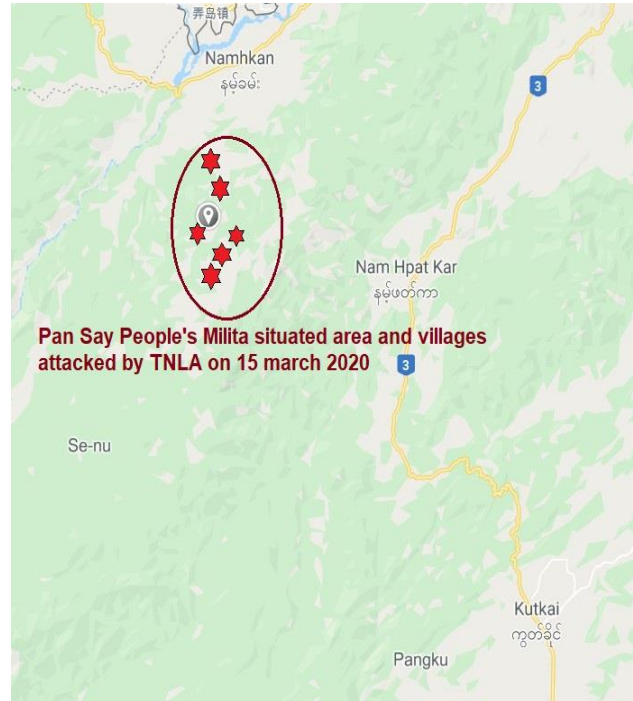 弄岛镇
Namhkan
နမ့်ခမ်း
3
Nam Hpat Kar
နမ့်ဖတ်ကာ
Pan Say People's Milita situated area and villages
attacked by TNLA on 15 march 2020
3
Se-nu
Kutkai
ကွတ်ခိုင်
Pangku